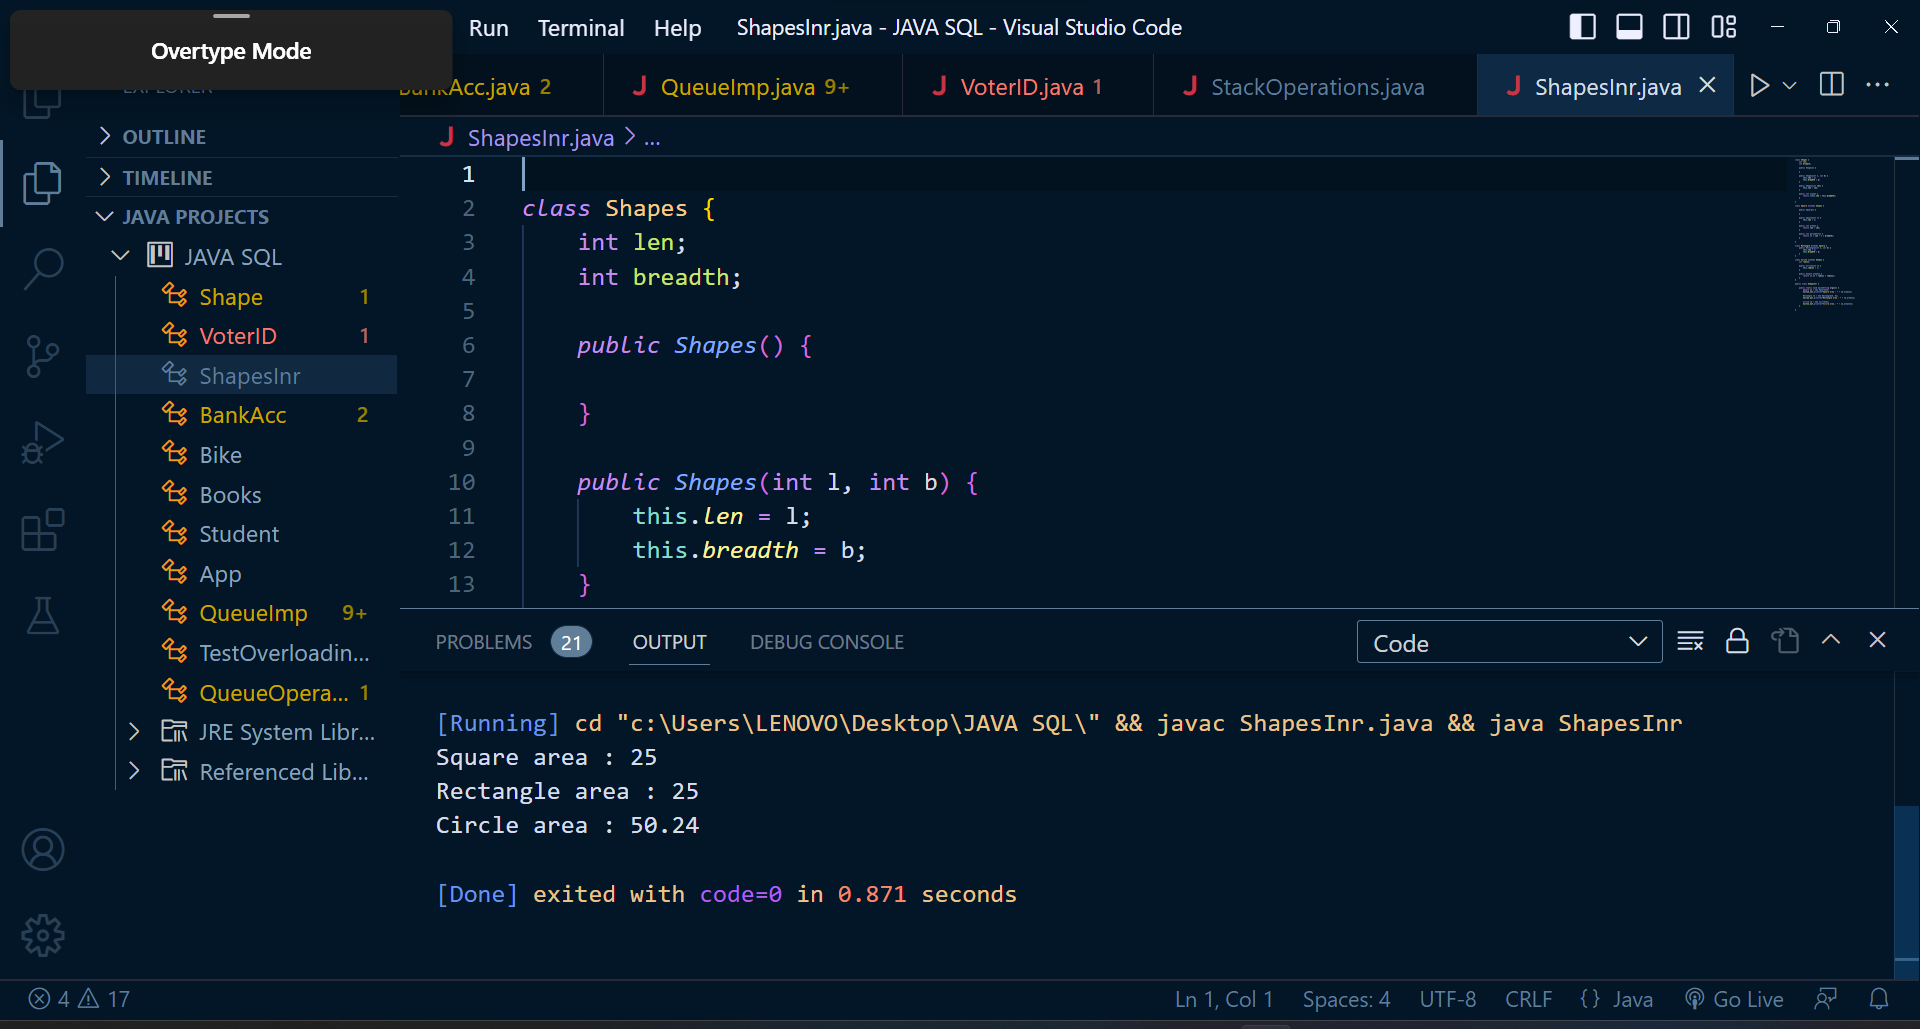 Overtype Mode
Run Terminal Help ShapesInr.java - JAVA SQL - Visual Studio Code
BankAcc.java 2 QueueImp.java 9+ VoterID.java 1 StackOperations.java ShapesInr.java
EXPLORER
OUTLINE
TIMELINE
JAVA PROJECTS
JAVA SQL
Shape 1
VoterID 1
ShapesInr
BankAcc 2
Bike
Books
Student
App
QueueImp 9+
TestOverloadin...
QueueOpera... 1
JRE System Libr...
Referenced Lib...
ShapesInr.java > ...
1
2 class Shapes {
3 int len;
4 int breadth;
5
6 public Shapes() {
7
8 }
9
10 public Shapes(int l, int b) {
11 this.len = l;
12 this.breadth = b;
13 }
PROBLEMS 21 OUTPUT DEBUG CONSOLE Code
[Running] cd "c:\Users\LENOVO\Desktop\JAVA SQL\" && javac ShapesInr.java && java ShapesInr
Square area : 25
Rectangle area : 25
Circle area : 50.24
[Done] exited with code=0 in 0.871 seconds
4 17 Ln 1, Col 1 Spaces: 4 UTF-8 CRLF {} Java Go Live